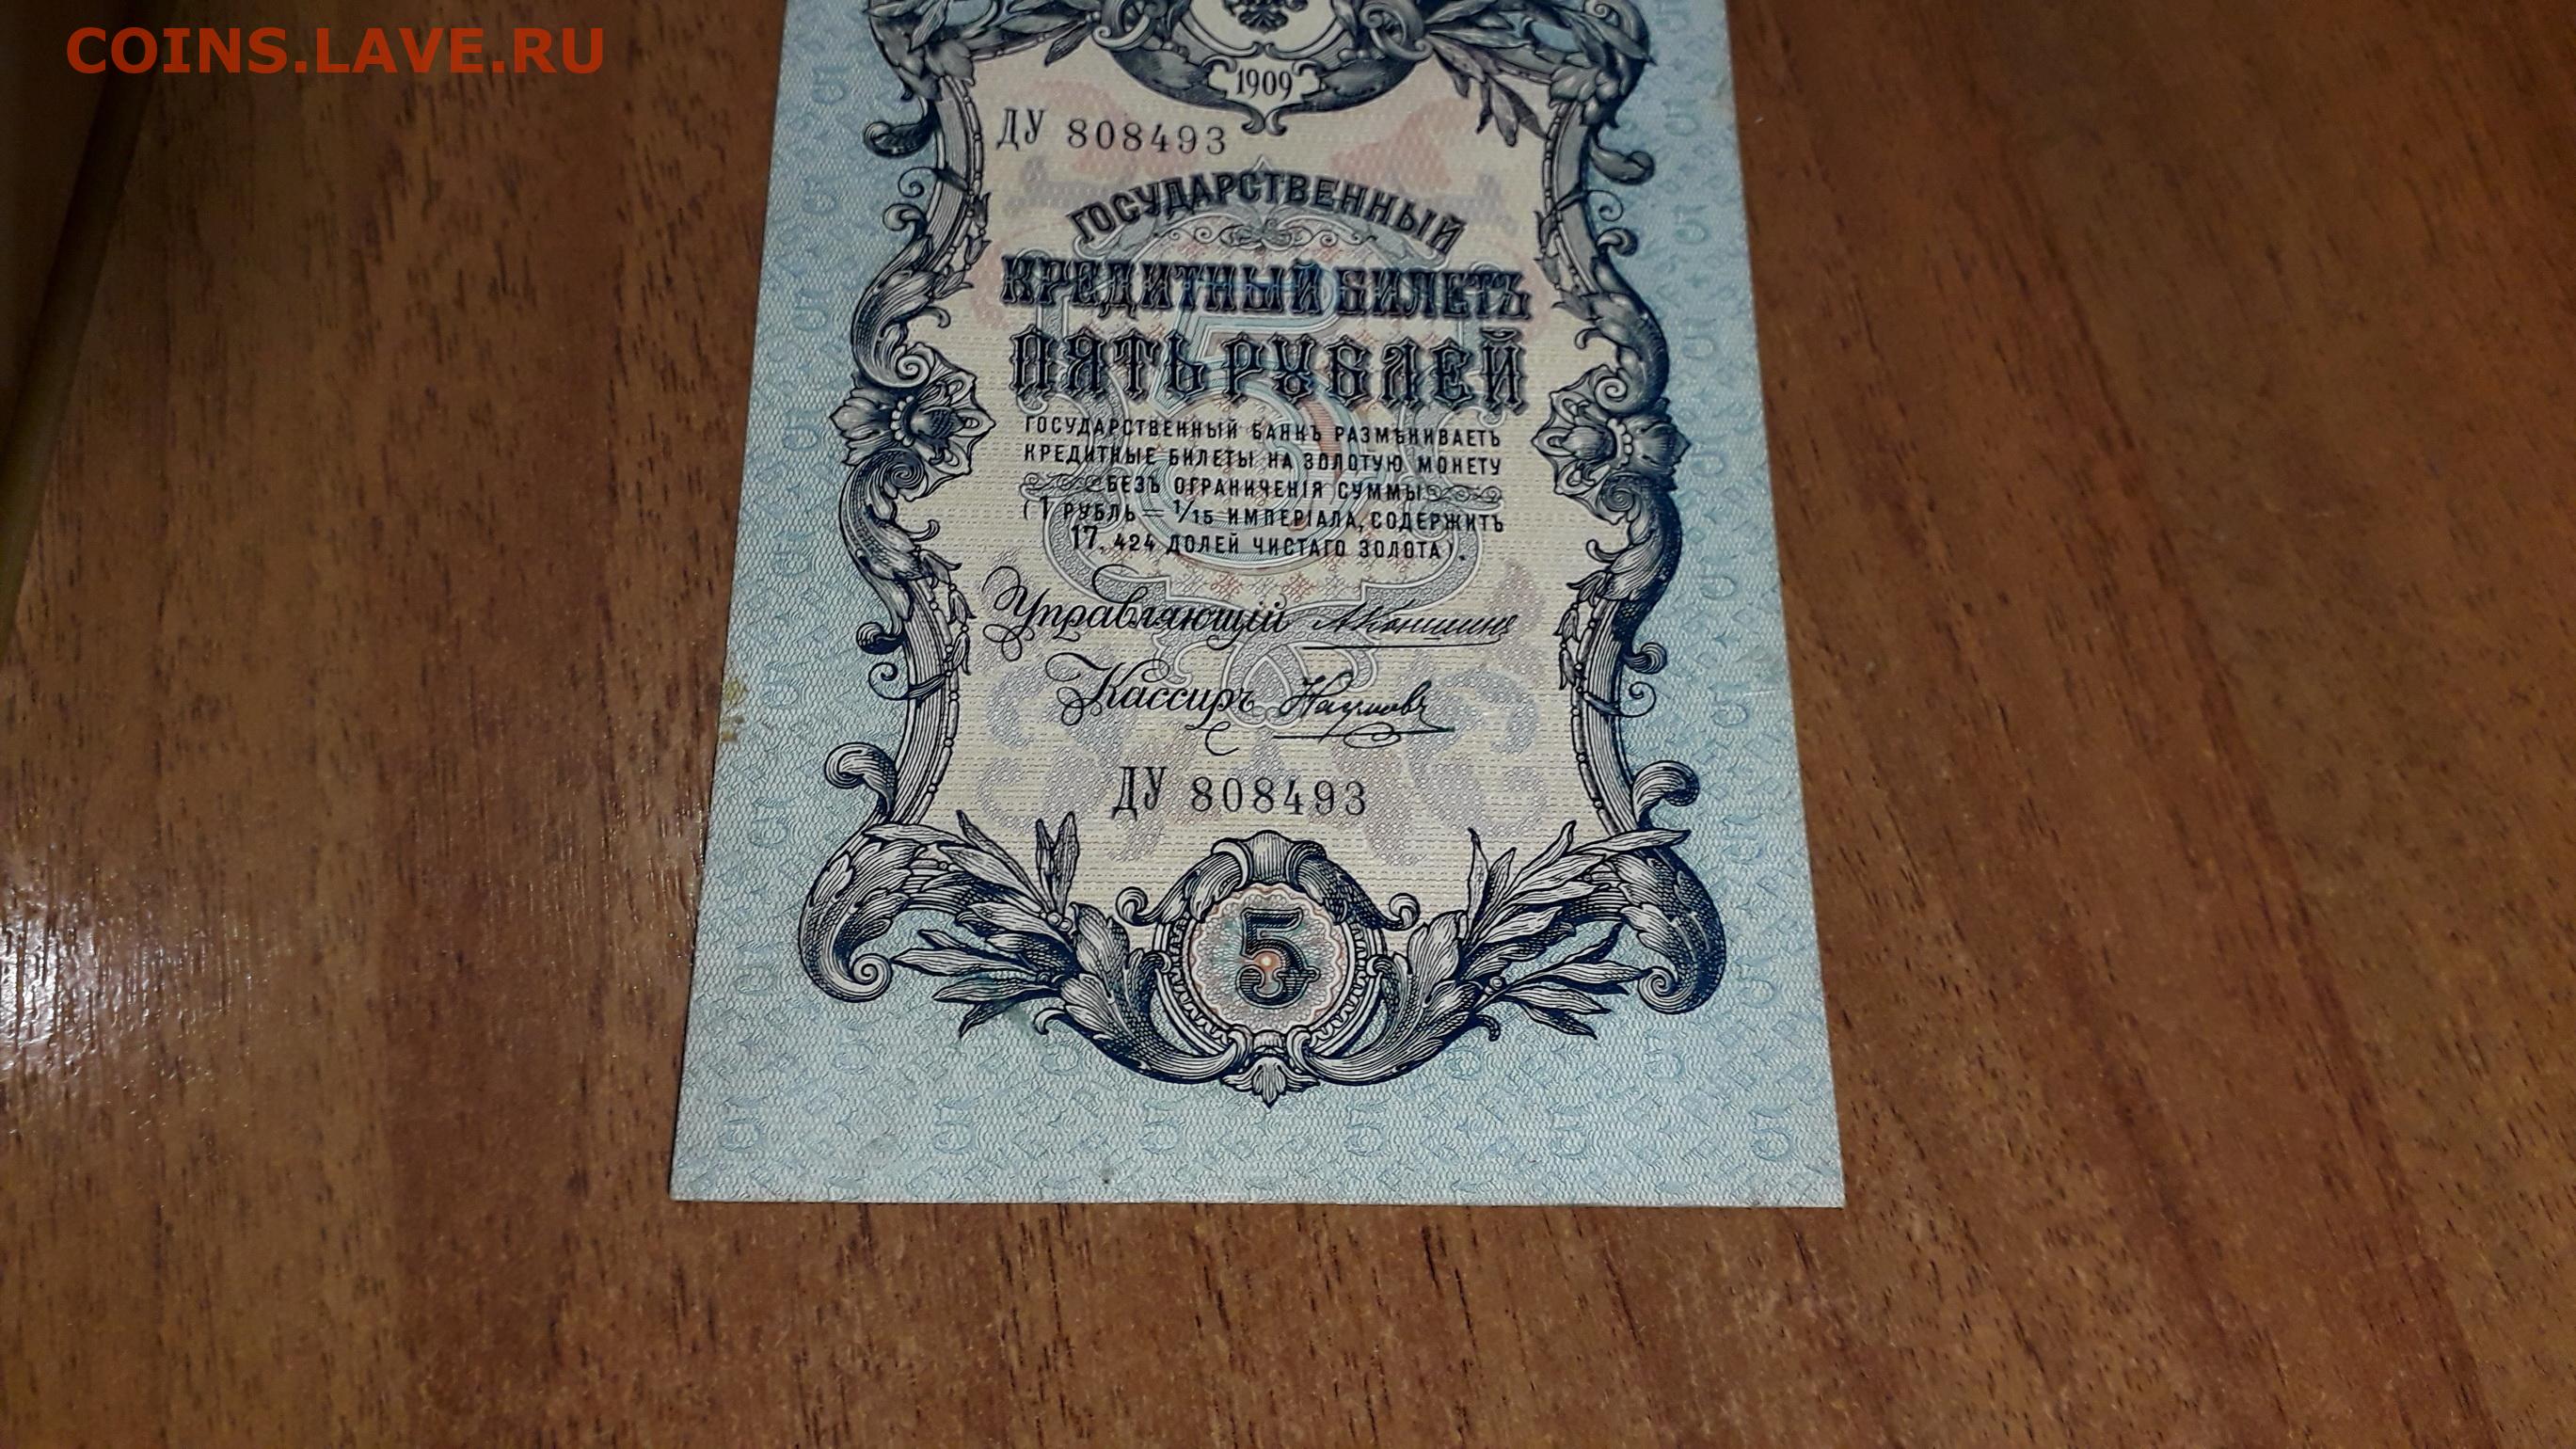 COINS.LAVE.RU
1909
ДУ 808493
ГОСУДАРСТВЕННЫЙ
КРЕДИТНЫЙ БИЛЕТЪ
ПЯТЬ РУБЛЕЙ
ГОСУДАРСТВЕННЫЙ БАНКЪ РАЗМѢНИВАЕТЪ
КРЕДИТНЫЕ БИЛЕТЫ НА ЗОЛОТУЮ МОНЕТУ
БЕЗЪ ОГРАНИЧЕНІЯ СУММЫ
(1 РУБЛЬ = 1/15 ИМПЕРІАЛА, СОДЕРЖИТЪ
17,424 ДОЛЕЙ ЧИСТАГО ЗОЛОТА).
Управляющій АКоншинъ
Кассиръ Наумовъ
ДУ 808493
5